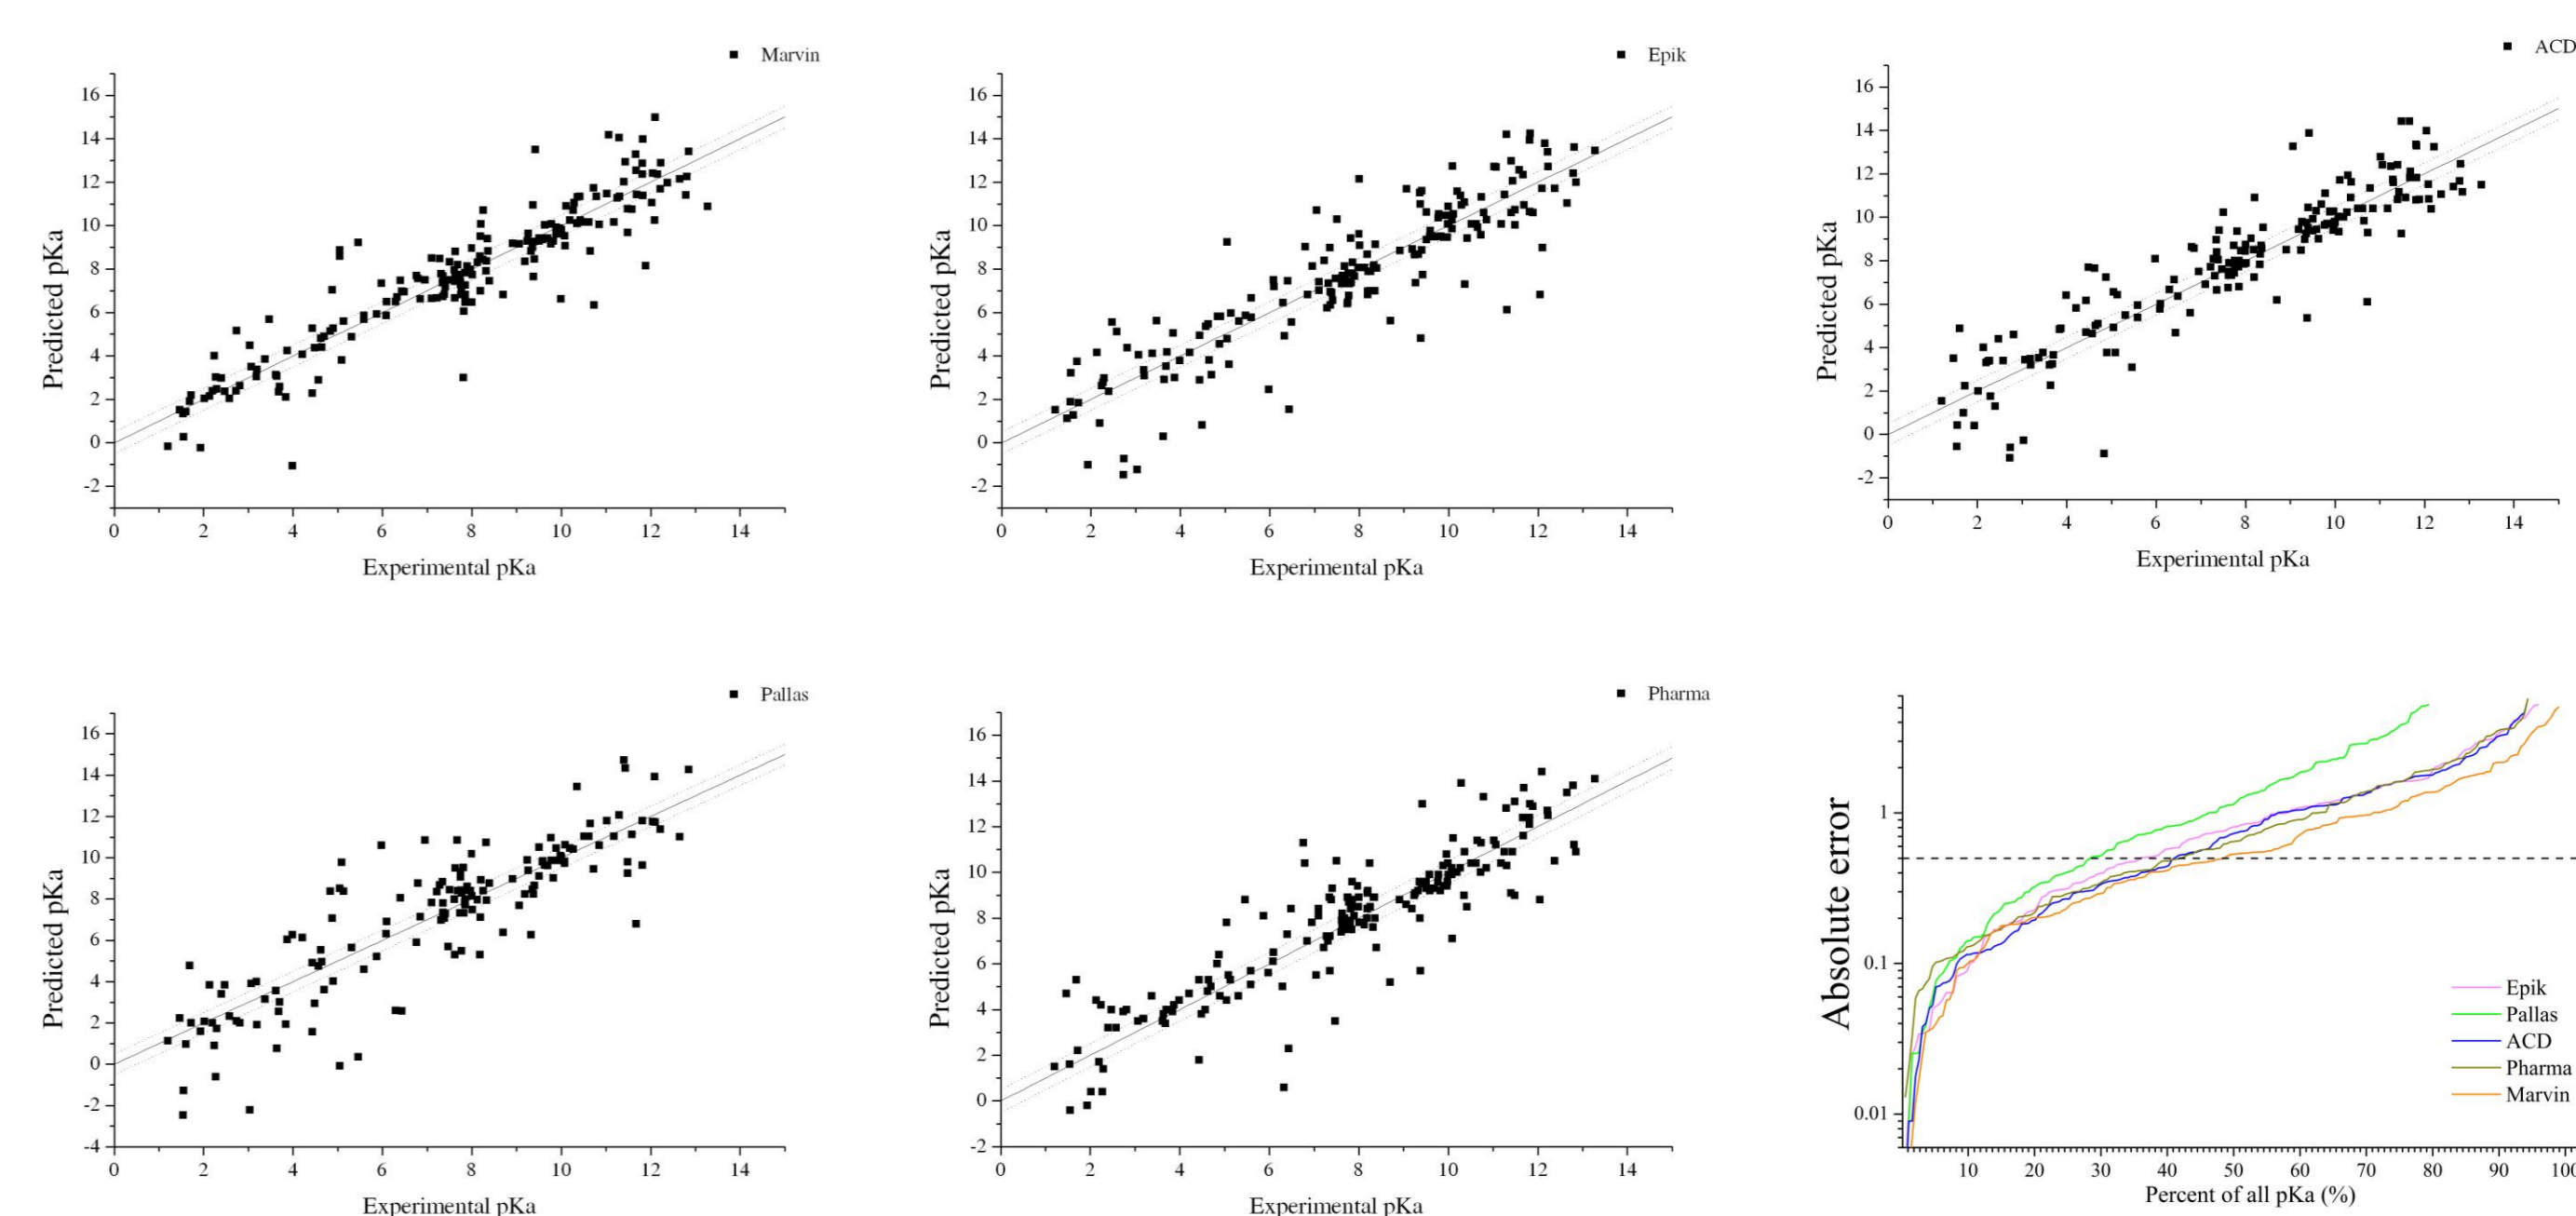 Marvin
16
14
12
10
8
6
4
2
0
-2
Predicted pKa
0 2 4 6 8 10 12 14
Experimental pKa
Epik
16
14
12
10
8
6
4
2
0
-2
Predicted pKa
0 2 4 6 8 10 12 14
Experimental pKa
ACD
16
14
12
10
8
6
4
2
0
-2
Predicted pKa
0 2 4 6 8 10 12 14
Experimental pKa
Pallas
16
14
12
10
8
6
4
2
0
-2
-4
Predicted pKa
0 2 4 6 8 10 12 14
Experimental pKa
Pharma
16
14
12
10
8
6
4
2
0
-2
Predicted pKa
0 2 4 6 8 10 12 14
Experimental pKa
1
0.1
0.01
Absolute error
Epik
Pallas
ACD
Pharma
Marvin
10 20 30 40 50 60 70 80 90 100
Percent of all pKa (%)